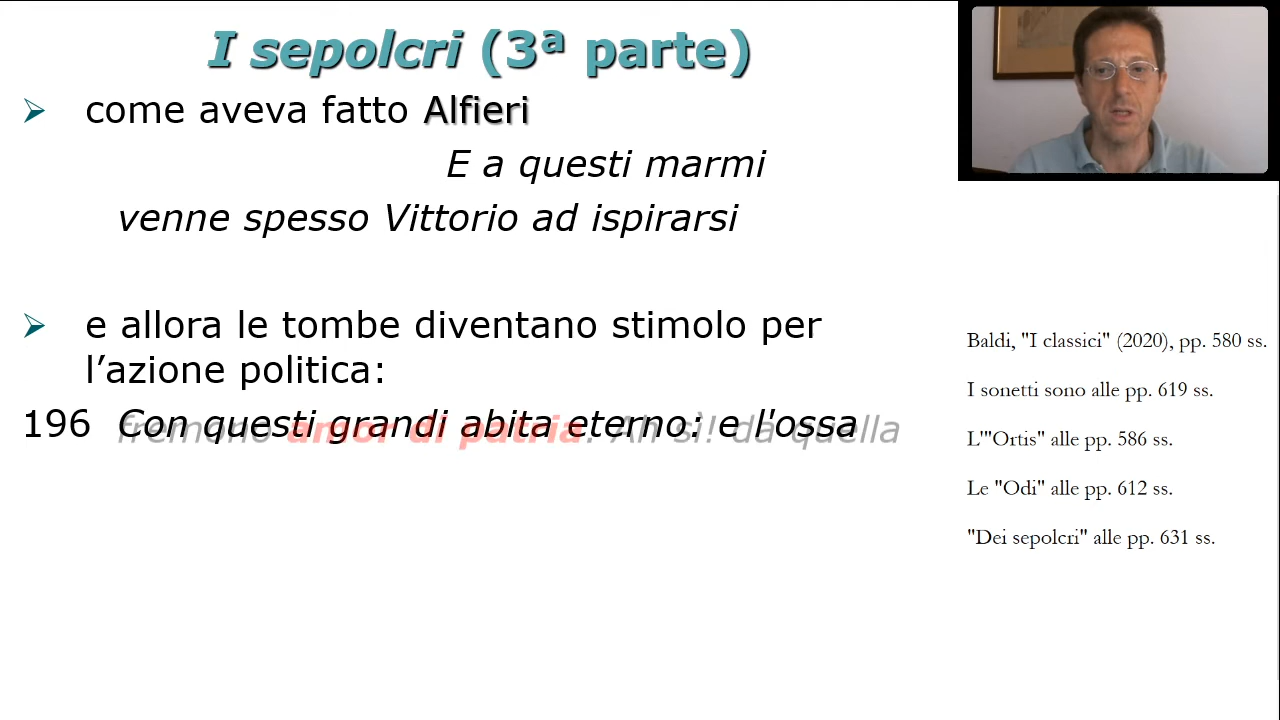 I sepolcri (3ª parte)
come aveva fatto Alfieri
E a questi marmi
venne spesso Vittorio ad ispirarsi
e allora le tombe diventano stimolo per
l’azione politica:
196 Con questi grandi abita eterno: e l'ossa
fremono amor di patria. Ah sì! da quella
Baldi, "I classici" (2020), pp. 580 ss.
I sonetti sono alle pp. 619 ss.
L'"Ortis" alle pp. 586 ss.
Le "Odi" alle pp. 612 ss.
"Dei sepolcri" alle pp. 631 ss.